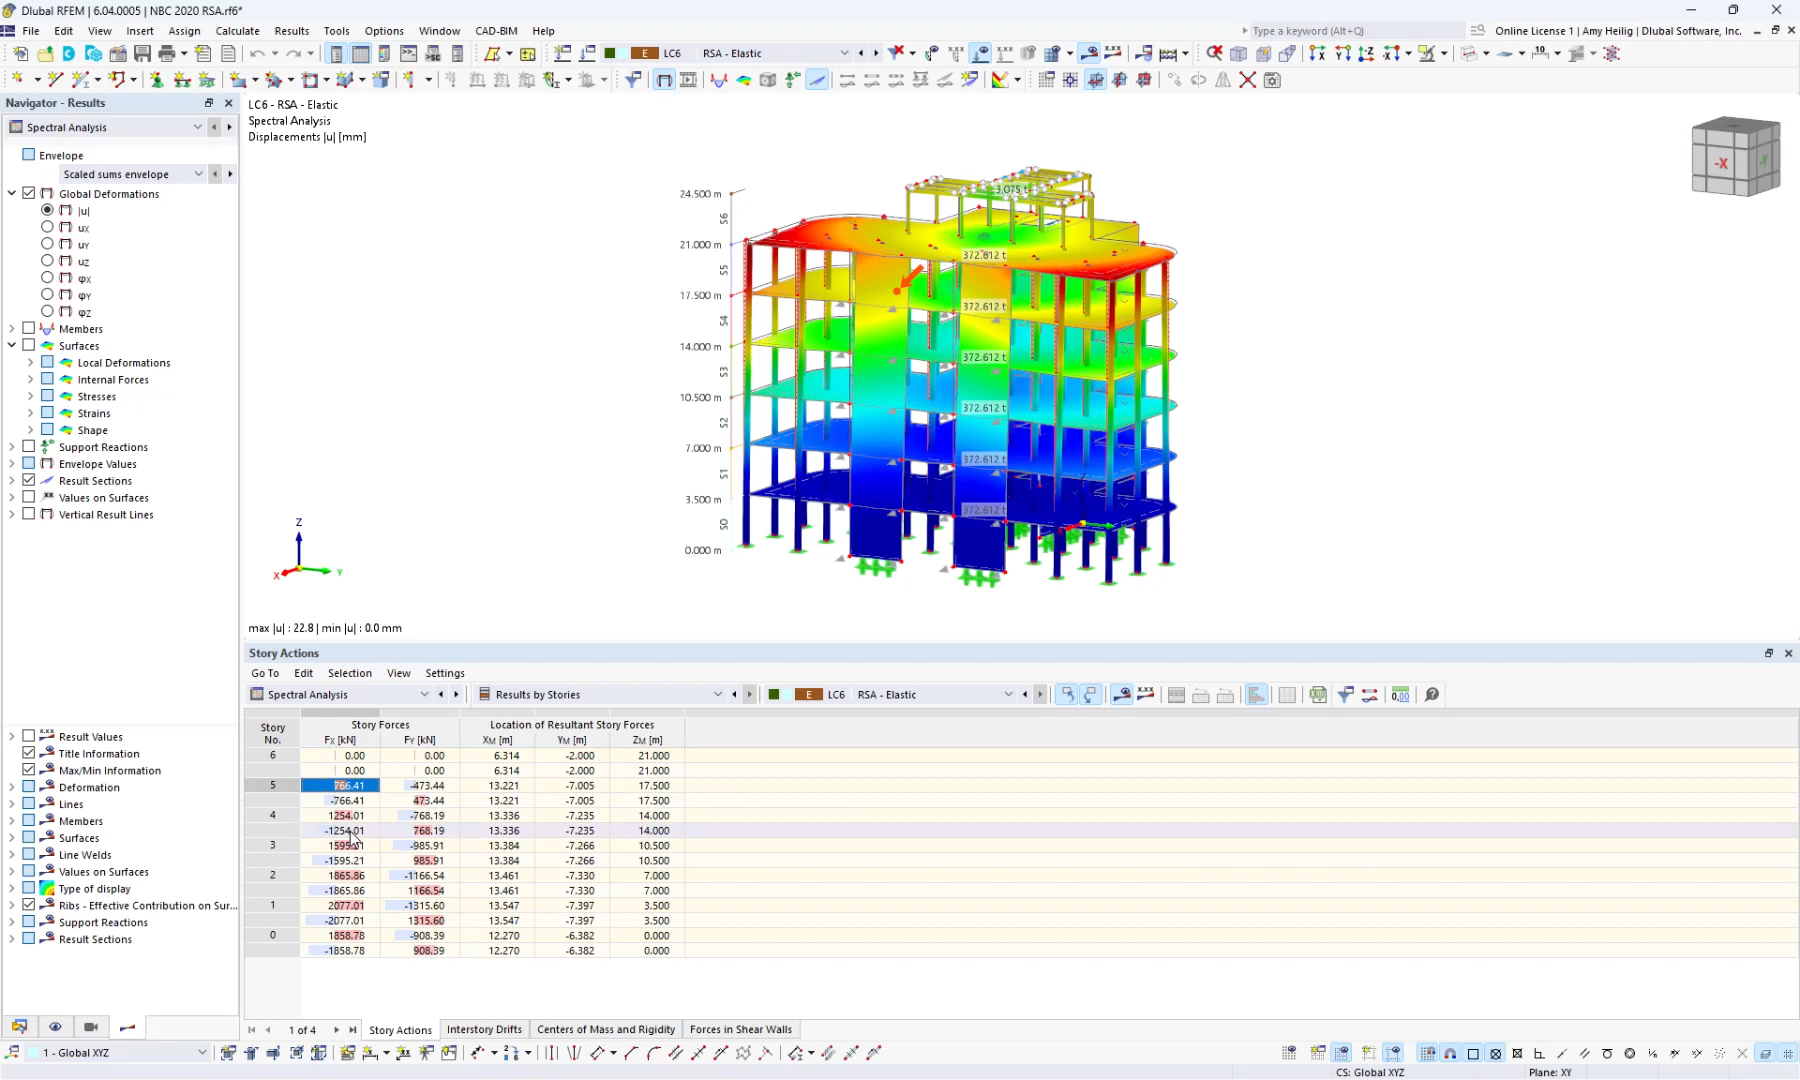 Dlubal RFEM | 6.04.0005 | NBC 2020 RSA.rf6*
File Edit View Insert Assign Calculate Results Tools Options Window CAD-BIM Help
Type a keyword (Alt+Q)
Online License 1 | Amy Heilig | Dlubal Software, Inc.
E LC6 RSA - Elastic
Navigator - Results
Spectral Analysis
Envelope
Scaled sums envelope
Global Deformations
|u|
uX
uY
uZ
φX
φY
φZ
Members
Surfaces
Local Deformations
Internal Forces
Stresses
Strains
Shape
Support Reactions
Envelope Values
Result Sections
Values on Surfaces
Vertical Result Lines
Result Values
Title Information
Max/Min Information
Deformation
Lines
Members
Surfaces
Line Welds
Values on Surfaces
Type of display
Ribs - Effective Contribution on Sur...
Support Reactions
Result Sections
LC6 - RSA - Elastic
Spectral Analysis
Displacements |u| [mm]
-X -Y
24.500 m
S6
3.075 t
21.000 m
S5
372.612 t
17.500 m
S4
372.612 t
14.000 m
S3
372.612 t
10.500 m
S2
372.612 t
7.000 m
S1
372.612 t
3.500 m
S0
372.612 t
0.000 m
Z
X Y
max |u| : 22.8 | min |u| : 0.0 mm
Story Actions
Go To Edit Selection View Settings
Spectral Analysis Results by Stories E LC6 RSA - Elastic
Story No. Story Forces Location of Resultant Story Forces
FX [kN] FY [kN] XM [m] YM [m] ZM [m]
6 0.00 0.00 6.314 -2.000 21.000
0.00 0.00 6.314 -2.000 21.000
5 766.41 -473.44 13.221 -7.005 17.500
-766.41 473.44 13.221 -7.005 17.500
4 1254.01 -768.19 13.336 -7.235 14.000
-1254.01 768.19 13.336 -7.235 14.000
3 1595.21 -985.91 13.384 -7.266 10.500
-1595.21 985.91 13.384 -7.266 10.500
2 1865.86 -1166.54 13.461 -7.330 7.000
-1865.86 1166.54 13.461 -7.330 7.000
1 2077.01 -1315.60 13.547 -7.397 3.500
-2077.01 1315.60 13.547 -7.397 3.500
0 1858.78 -908.39 12.270 -6.382 0.000
-1858.78 908.39 12.270 -6.382 0.000
1 of 4 Story Actions Interstory Drifts Centers of Mass and Rigidity Forces in Shear Walls
1 - Global XYZ
CS: Global XYZ Plane: XY